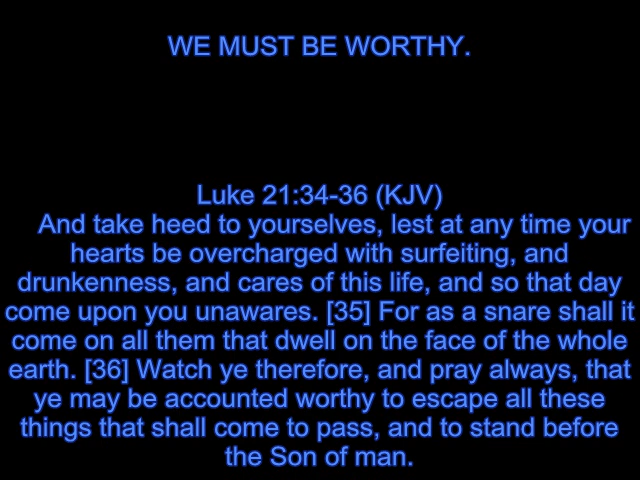 WE MUST BE WORTHY.
Luke 21:34-36 (KJV)
And take heed to yourselves, lest at any time your
hearts be overcharged with surfeiting, and
drunkenness, and cares of this life, and so that day
come upon you unawares. [35] For as a snare shall it
come on all them that dwell on the face of the whole
earth. [36] Watch ye therefore, and pray always, that
ye may be accounted worthy to escape all these
things that shall come to pass, and to stand before
the Son of man.